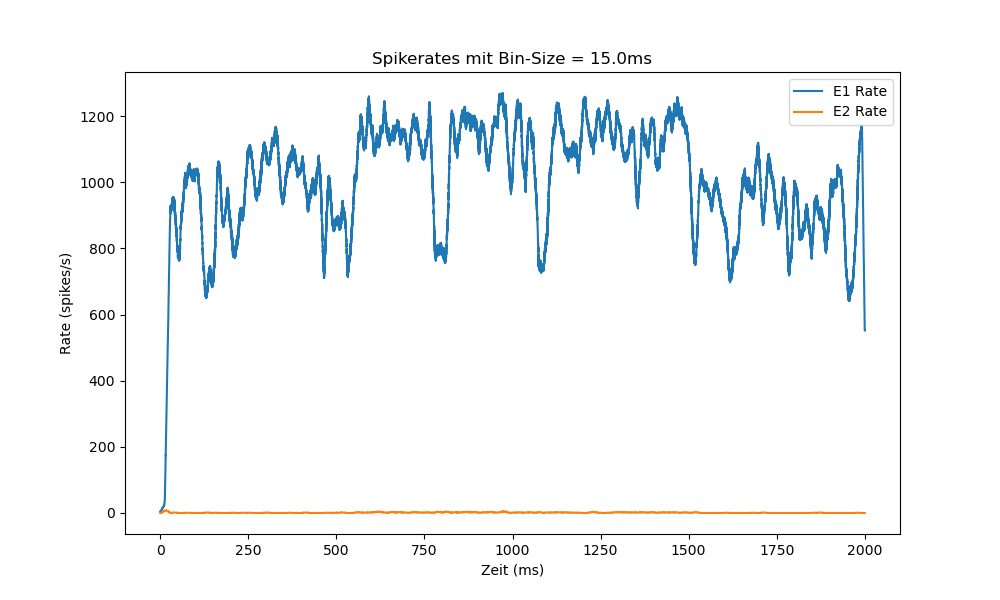 Spikerates mit Bin-Size = 15.0ms
E1 Rate
E2 Rate
1200
1000
800
600
400
200
0
Rate (spikes/s)
0 250 500 750 1000 1250 1500 1750 2000
Zeit (ms)